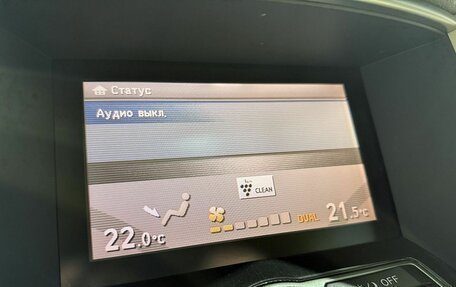 Статус
Аудио выкл.
CLEAN
DUAL
22.0°C
21.5°C
OFF